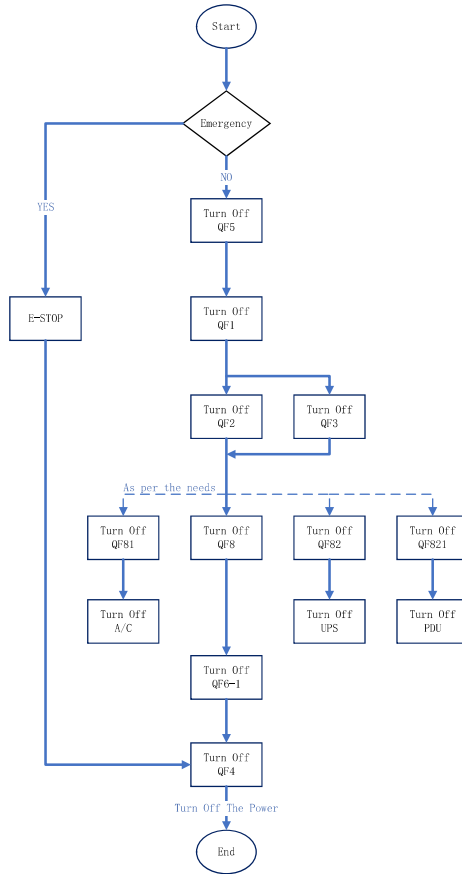 Start
Emergency
NO
YES
Turn Off
QF5
E-STOP
Turn Off
QF1
Turn Off
QF2
Turn Off
QF3
As per the needs
Turn Off
QF81
Turn Off
QF8
Turn Off
QF82
Turn Off
QF821
Turn Off
A/C
Turn Off
UPS
Turn Off
PDU
Turn Off
QF6-1
Turn Off
QF4
Turn Off The Power
End